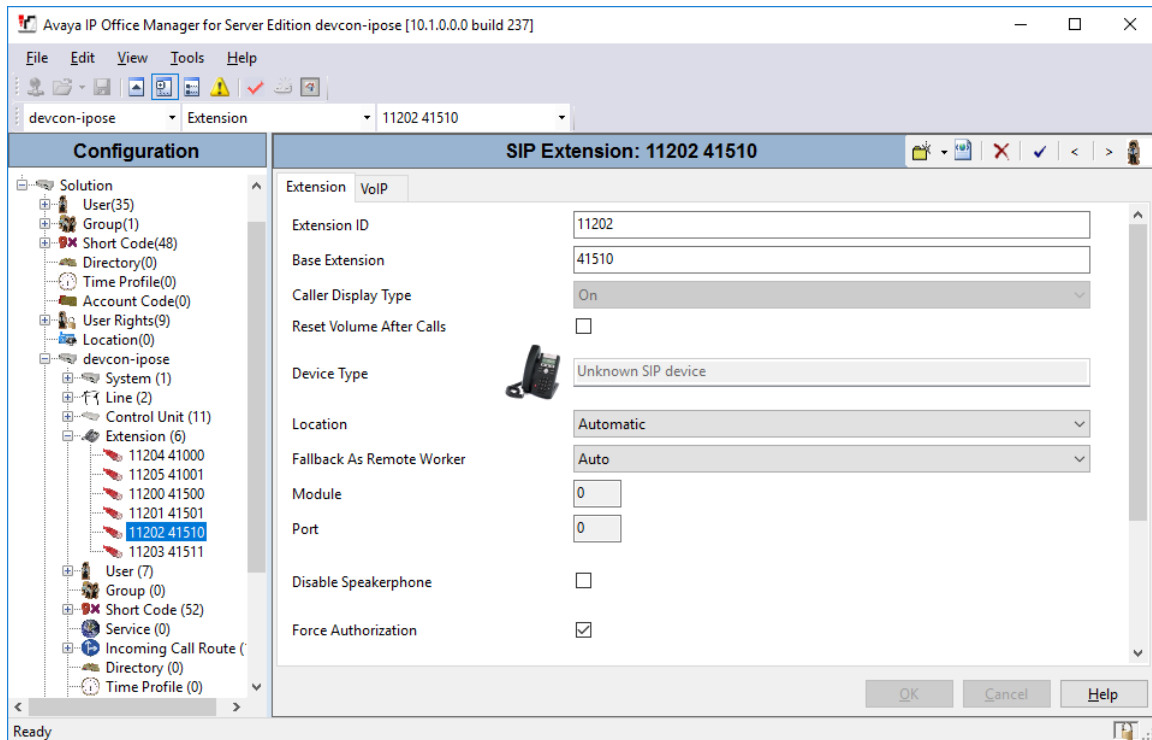 Avaya IP Office Manager for Server Edition devcon-ipose [10.1.0.0.0 build 237]
File Edit View Tools Help
devcon-ipose Extension 11202 41510
Configuration
Solution
User(35)
Group(1)
Short Code(48)
Directory(0)
Time Profile(0)
Account Code(0)
User Rights(9)
Location(0)
devcon-ipose
System (1)
Line (2)
Control Unit (11)
Extension (6)
11204 41000
11205 41001
11200 41500
11201 41501
11202 41510
11203 41511
User (7)
Group (0)
Short Code (52)
Service (0)
Incoming Call Route (
Directory (0)
Time Profile (0)
SIP Extension: 11202 41510
Extension VoIP
Extension ID 11202
Base Extension 41510
Caller Display Type On
Reset Volume After Calls
Device Type Unknown SIP device
Location Automatic
Fallback As Remote Worker Auto
Module 0
Port 0
Disable Speakerphone
Force Authorization
OK Cancel Help
Ready